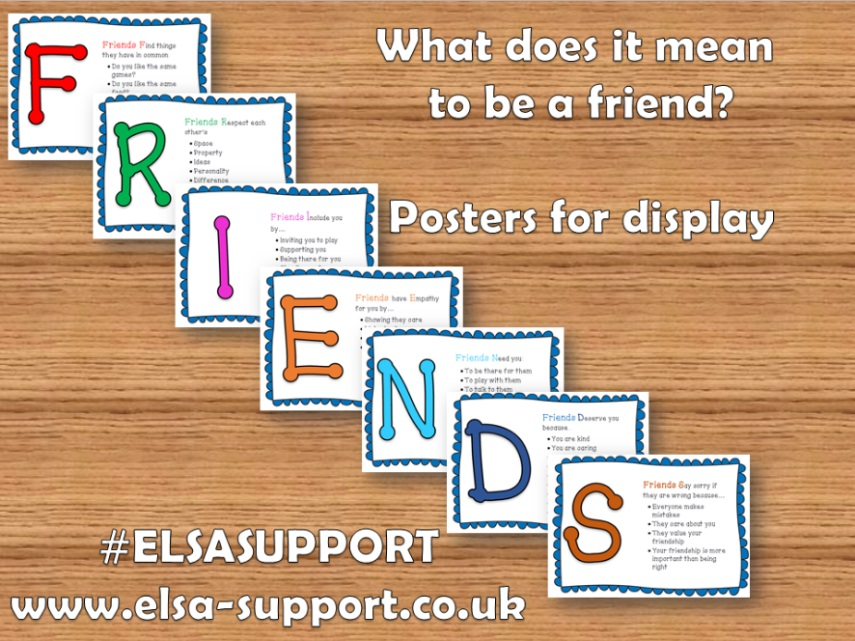 What does it mean
to be a friend?
Posters for display
F
Friends Find things
they have in common
• Do you like the same
games?
• Do you like the same
R
Friends Respect each
other's
• Space
• Property
• Ideas
• Personality
• Difference
I
Friends Include you
by...
• Inviting you to play
• Supporting you
• Being there for you
E
Friends have Empathy
for you by...
• Showing they care
N
Friends Need you
• To be there for them
• To play with them
• To talk to them
D
Friends Deserve you
because
• You are kind
• You are caring
S
Friends Say sorry if
they are wrong because...
• Everyone makes
mistakes
• They care about you
• They value your
friendship
• Your friendship is more
important than being
right
#ELSASUPPORT
www.elsa-support.co.uk